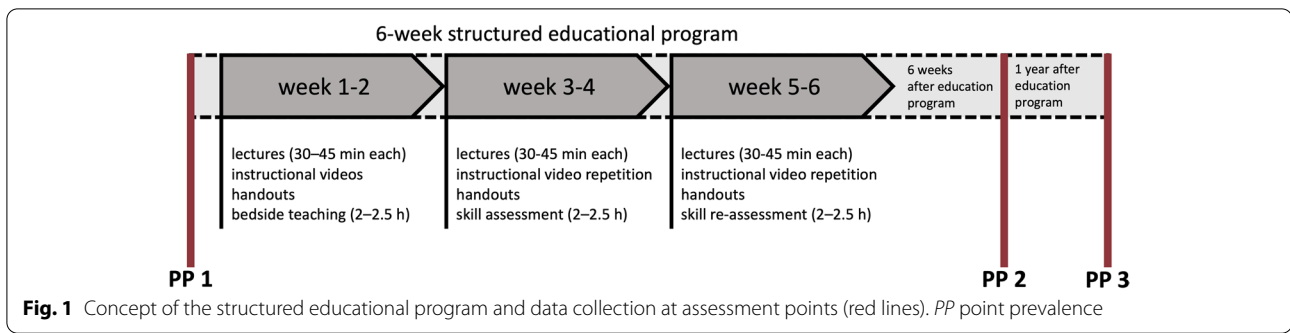 6-week structured educational program
week 1-2
week 3-4
week 5-6
6 weeks
after education
program
1 year after
education
program
lectures (30–45 min each)
instructional videos
handouts
bedside teaching (2–2.5 h)
lectures (30-45 min each)
instructional video repetition
handouts
skill assessment (2–2.5 h)
lectures (30-45 min each)
instructional video repetition
handouts
skill re-assessment (2–2.5 h)
PP 1
PP 2
PP 3
Fig. 1 Concept of the structured educational program and data collection at assessment points (red lines). PP point prevalence